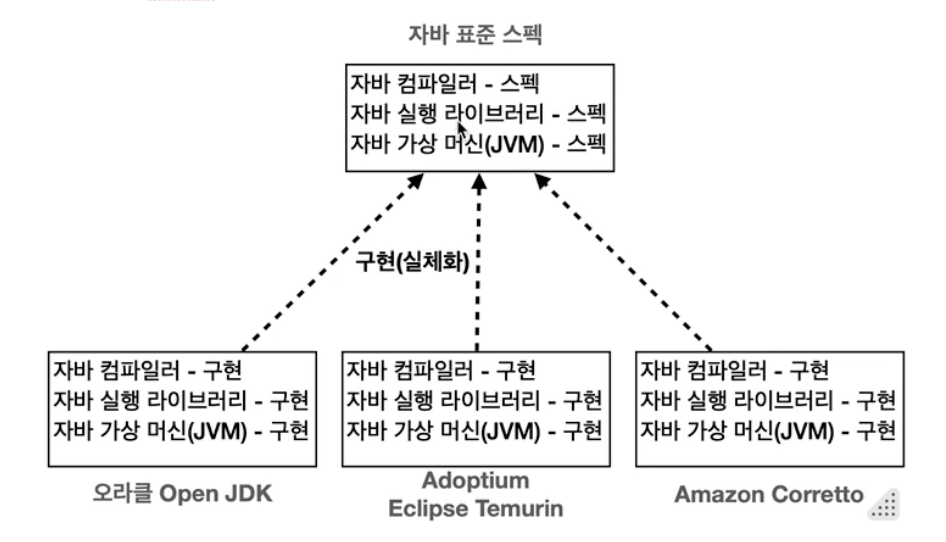 자바 표준 스펙
자바 컴파일러 - 스펙
자바 실행 라이브러리 - 스펙
자바 가상 머신(JVM) - 스펙
구현(실체화)
자바 컴파일러 - 구현
자바 실행 라이브러리 - 구현
자바 가상 머신(JVM) - 구현
오라클 Open JDK
자바 컴파일러 - 구현
자바 실행 라이브러리 - 구현
자바 가상 머신(JVM) - 구현
Adoptium
Eclipse Temurin
자바 컴파일러 - 구현
자바 실행 라이브러리 - 구현
자바 가상 머신(JVM) - 구현
Amazon Corretto